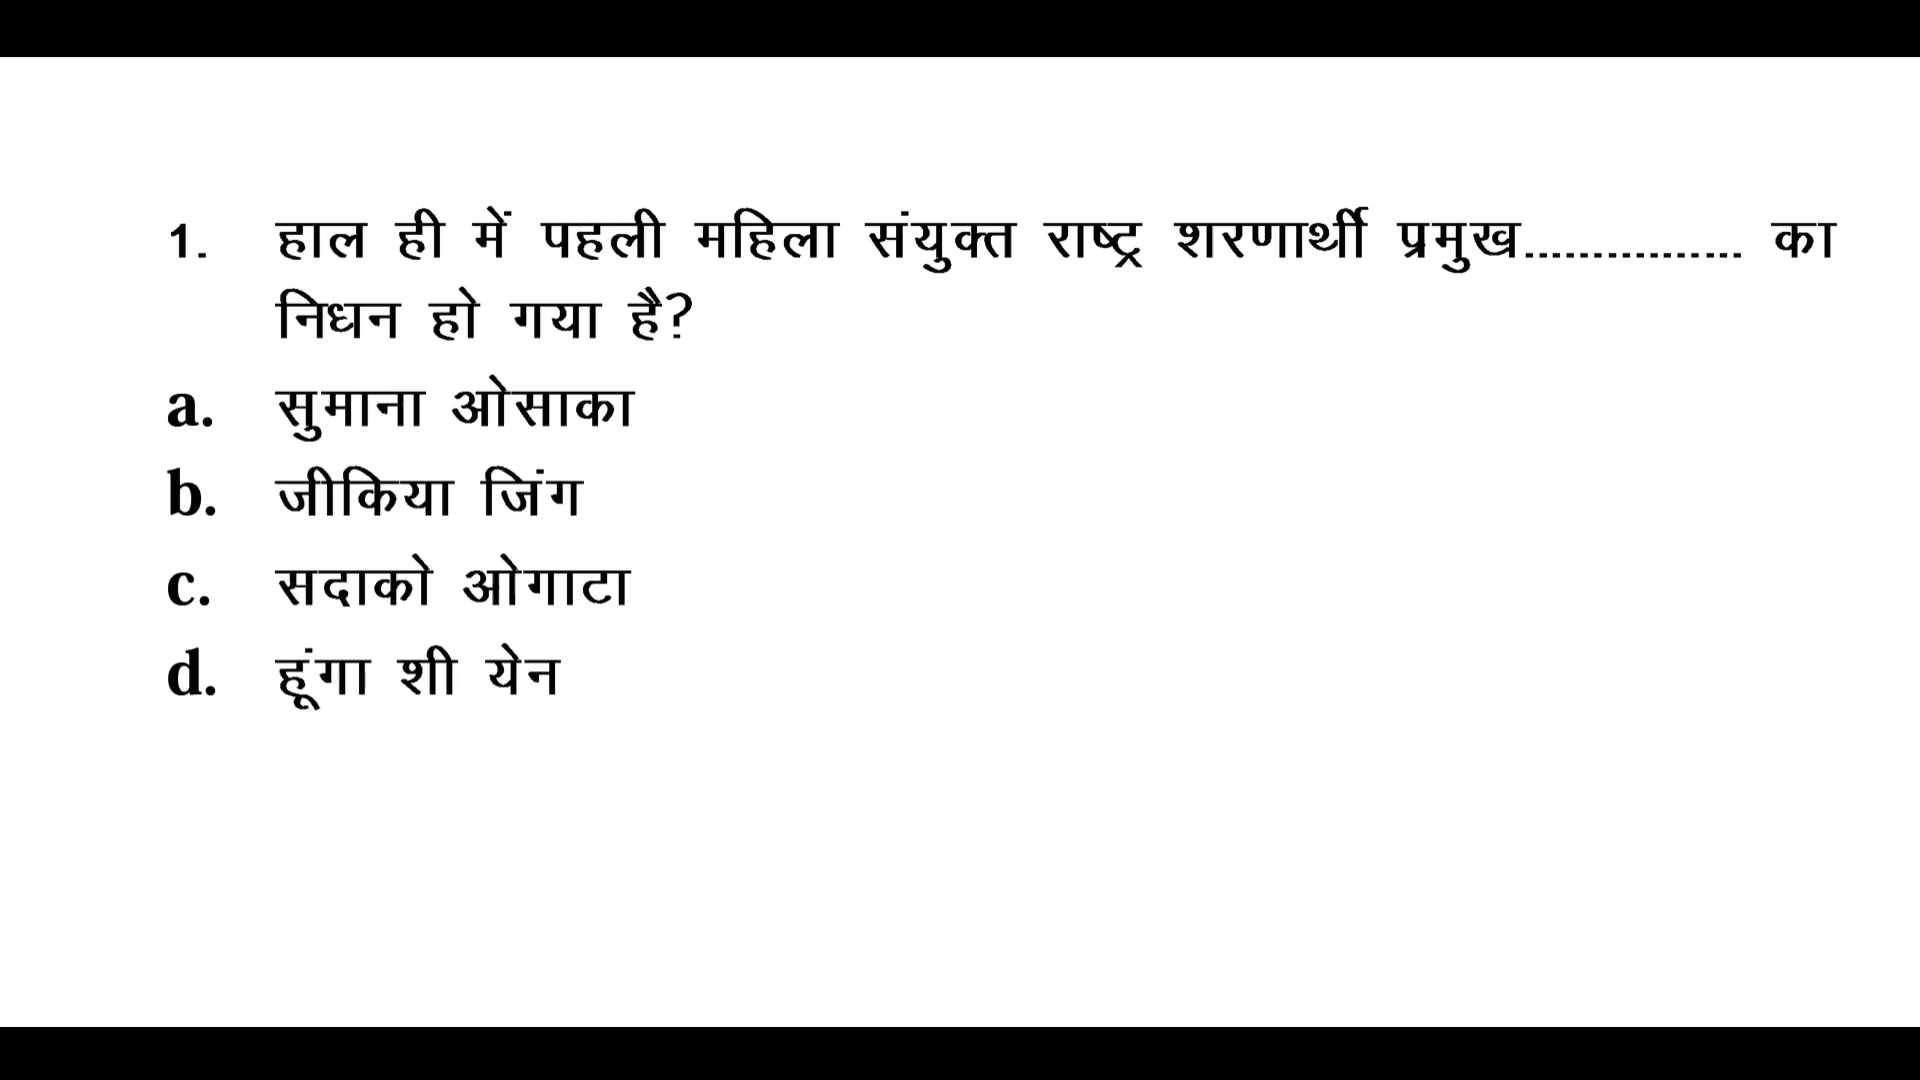 1. हाल ही में पहली महिला संयुक्त राष्ट्र शरणार्थी प्रमुख................ का
निधन हो गया है?
a. सुमाना ओसाका
b. जीकिया जिंग
c. सदाको ओगाटा
d. हूंगा शी येन